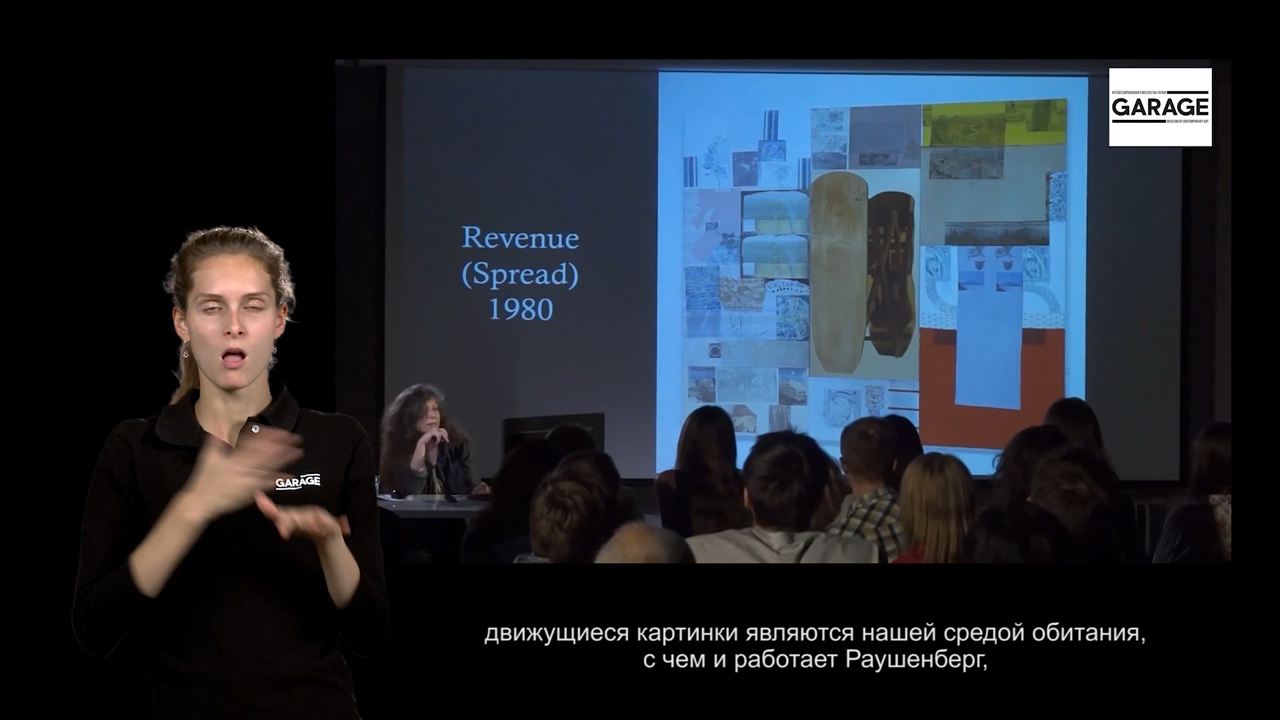 Revenue
(Spread)
1980
GARAGE
GARAGE
движущиеся картинки являются нашей средой обитания,
с чем и работает Раушенберг,